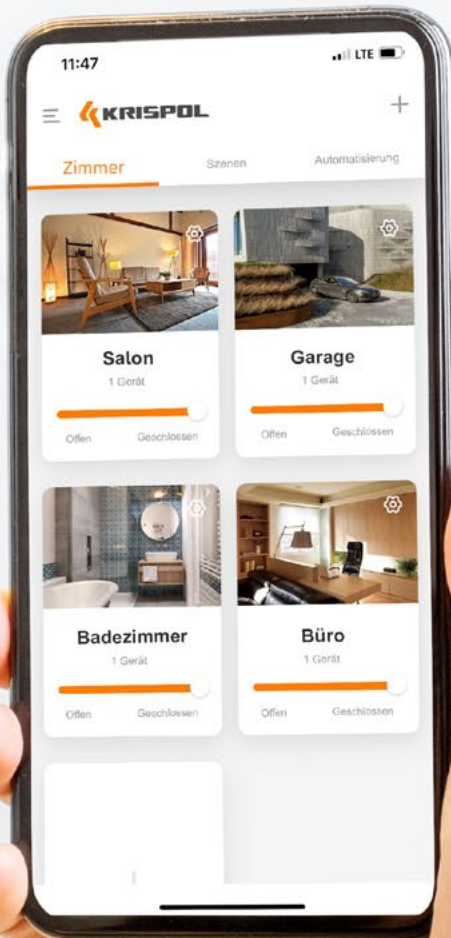 11:47
LTE
KRISPOL
Zimmer
Szenen
Automatisierung
Salon
1 Gerät
Offen
Geschlossen
Garage
1 Gerät
Offen
Geschlossen
Badezimmer
1 Gerät
Offen
Geschlossen
Büro
1 Gerät
Offen
Geschlossen